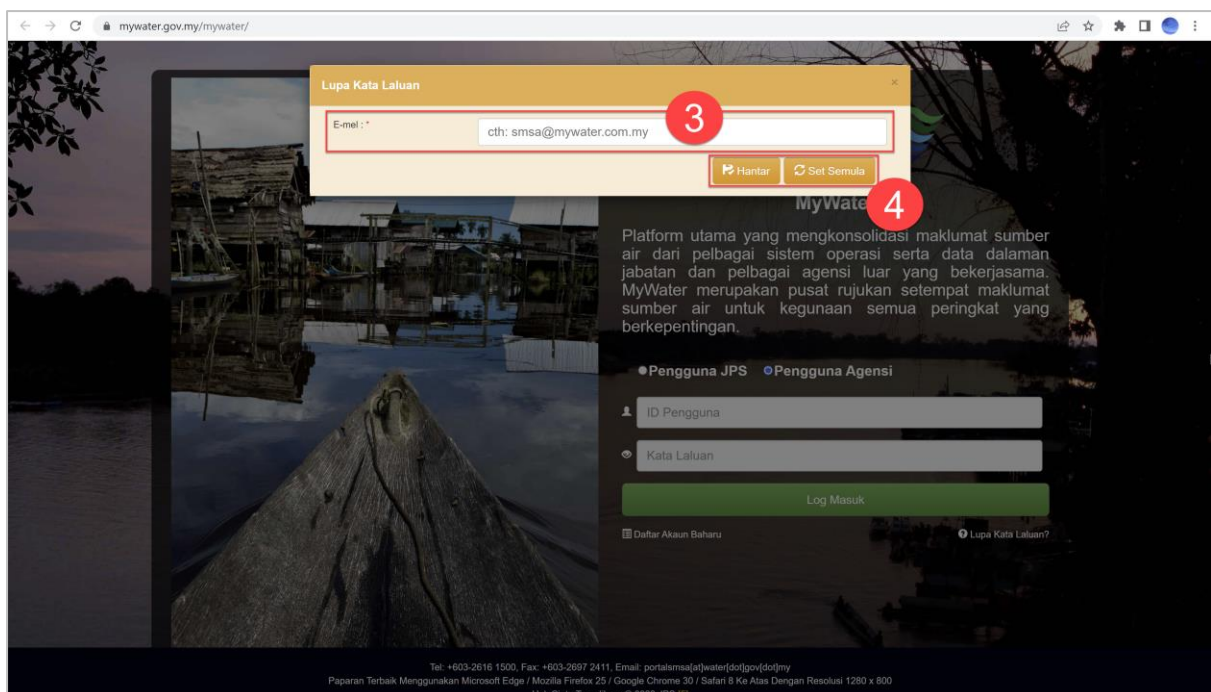 mywater.gov.my/mywater/
Lupa Kata Laluan
×
E-mel : *
cth: smsa@mywater.com.my
3
Hantar
Set Semula
4
MyWate
Platform utama yang mengkonsolidasi maklumat sumber
air dari pelbagai sistem operasi serta data dalaman
jabatan dan pelbagai agensi luar yang bekerjasama.
MyWater merupakan pusat rujukan setempat maklumat
sumber air untuk kegunaan semua peringkat yang
berkepentingan.
Pengguna JPS Pengguna Agensi
ID Pengguna
Kata Laluan
Log Masuk
Daftar Akaun Baharu
Lupa Kata Laluan?
Tel: +603-2616 1500, Fax: +603-2697 2411, Email: portalsmsa[at]water[dot]gov[dot]my
Paparan Terbaik Menggunakan Microsoft Edge / Mozilla Firefox 25 / Google Chrome 30 / Safari 8 Ke Atas Dengan Resolusi 1280 x 800